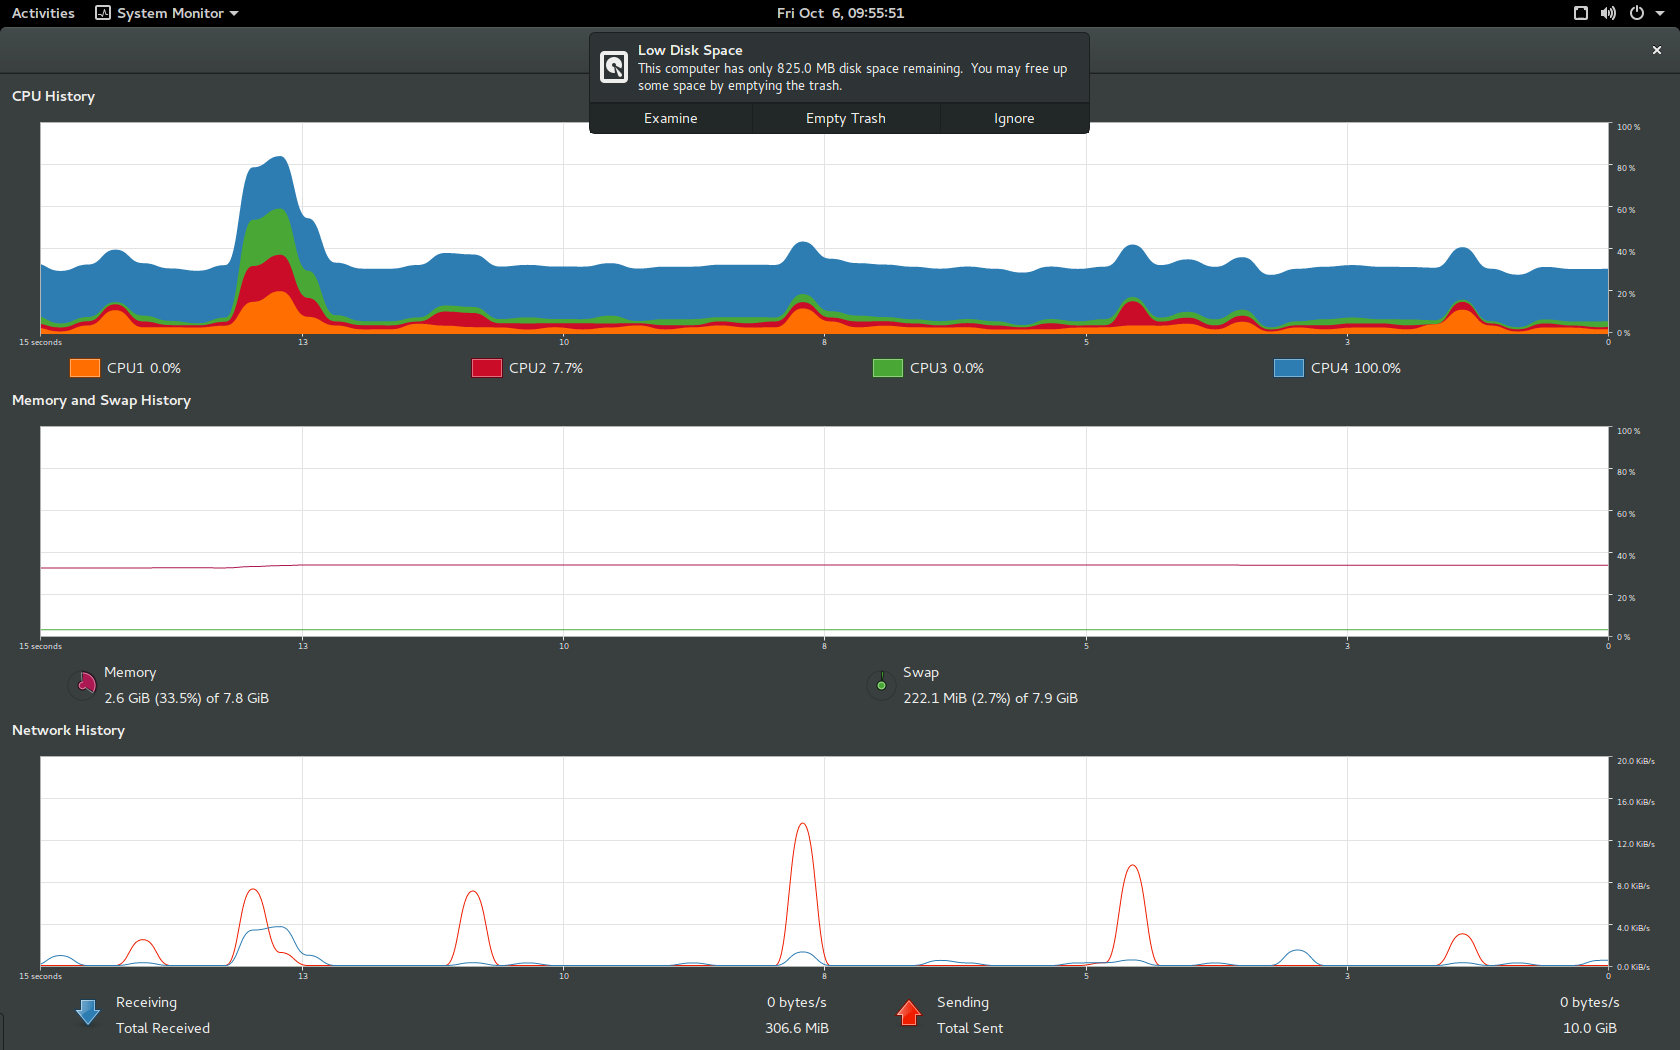 Activities System Monitor Fri Oct 6, 09:55:51
Low Disk Space
This computer has only 825.0 MB disk space remaining. You may free up
some space by emptying the trash.
Examine Empty Trash Ignore
CPU History
100 %
80 %
60 %
40 %
20 %
0 %
15 seconds 13 10 8 5 3 0
CPU1 0.0% CPU2 7.7% CPU3 0.0% CPU4 100.0%
Memory and Swap History
100 %
80 %
60 %
40 %
20 %
0 %
15 seconds 13 10 8 5 3 0
Memory Swap
2.6 GiB (33.5%) of 7.8 GiB 222.1 MiB (2.7%) of 7.9 GiB
Network History
20.0 KiB/s
16.0 KiB/s
12.0 KiB/s
8.0 KiB/s
4.0 KiB/s
0.0 KiB/s
15 seconds 13 10 8 5 3 0
Receiving 0 bytes/s Sending 0 bytes/s
Total Received 306.6 MiB Total Sent 10.0 GiB